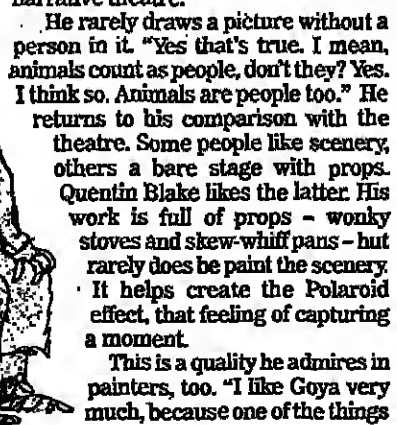 narrative theatre.
He rarely draws a picture without a
person in it. "Yes that's true. I mean,
animals count as people, don't they? Yes.
I think so. Animals are people too." He
returns to his comparison with the
theatre. Some people like scenery,
others a bare stage with props.
Quentin Blake likes the latter. His
work is full of props – wonky
stoves and skew-whiff pans – but
rarely does he paint the scenery.
It helps create the Polaroid
effect, that feeling of capturing
a moment.
This is a quality he admires in
painters, too. "I like Goya very
much, because one of the things